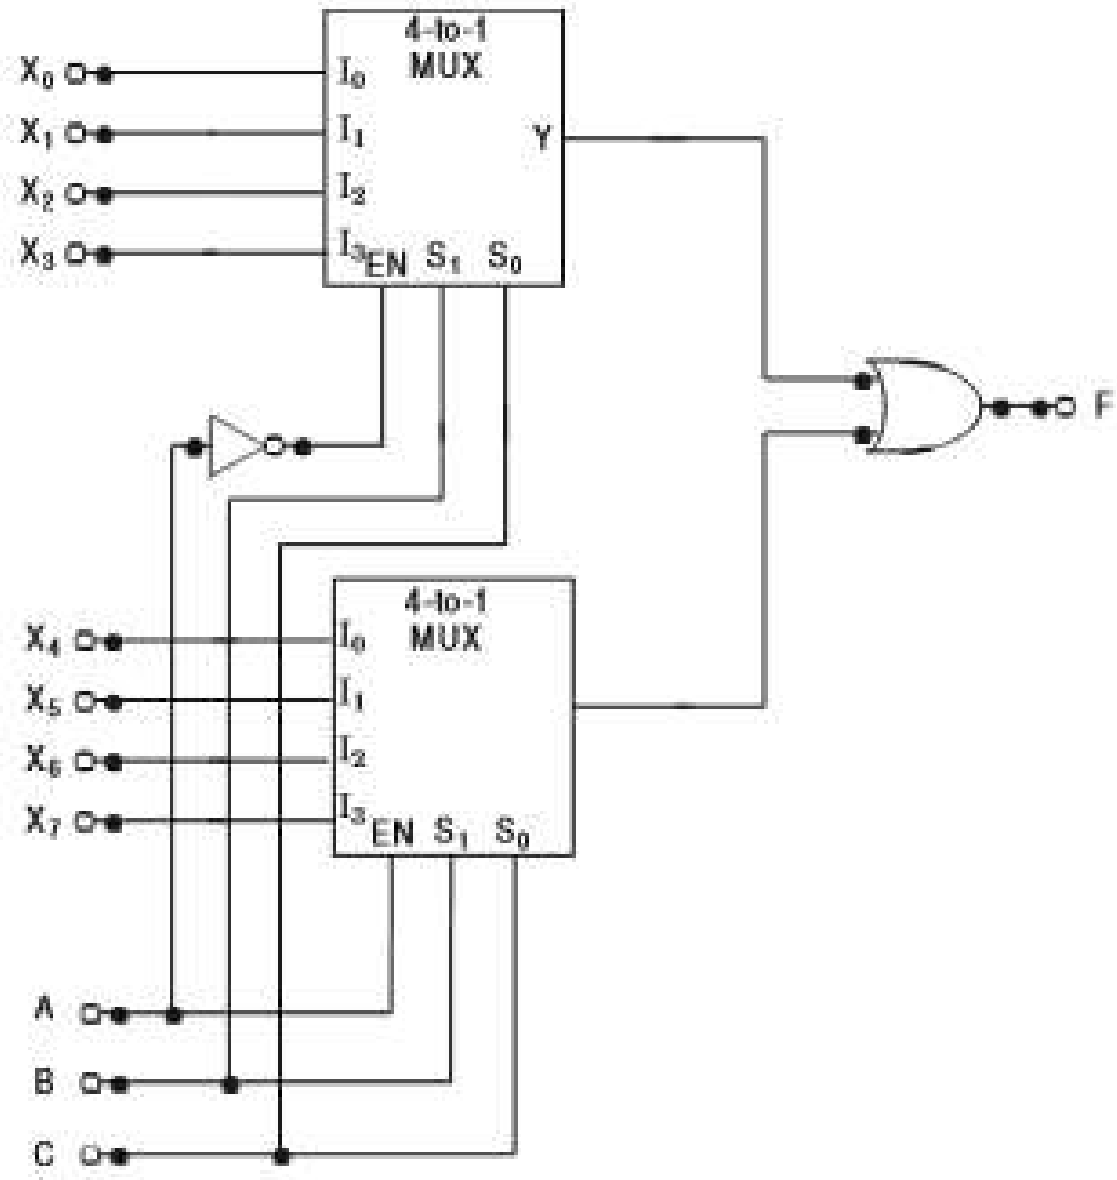 4-to-1
MUX
X₀ I₀
X₁ I₁ Y
X₂ I₂
X₃ I₃ EN S₁ S₀
F
4-to-1
MUX
X₄ I₀
X₅ I₁
X₆ I₂
X₇ I₃ EN S₁ S₀
A
B
C